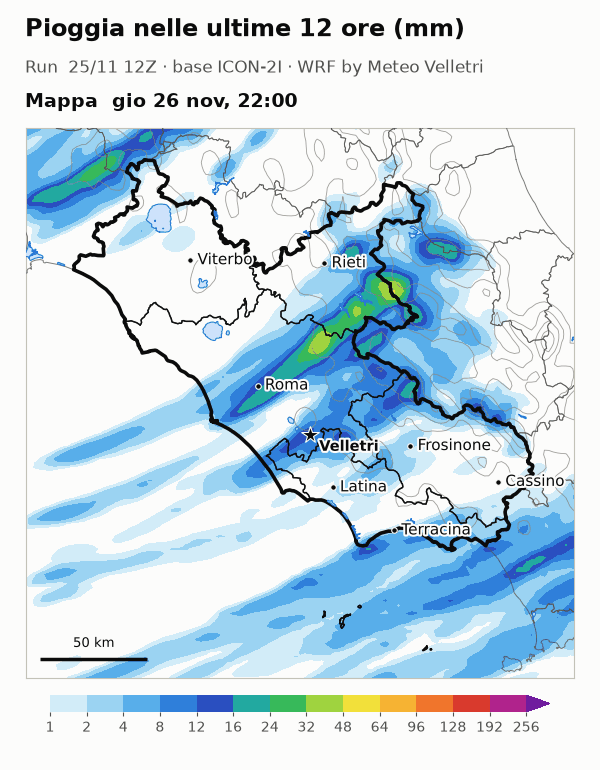 Pioggia nelle ultime 12 ore (mm)
Run  25/11 12Z · base ICON-2I · WRF by Meteo Velletri
Mappa  gio 26 nov, 22:00
Viterbo
Rieti
Roma
Velletri
Frosinone
Cassino
Latina
Terracina
50 km
1 2 4 8 12 16 24 32 48 64 96 128 192 256